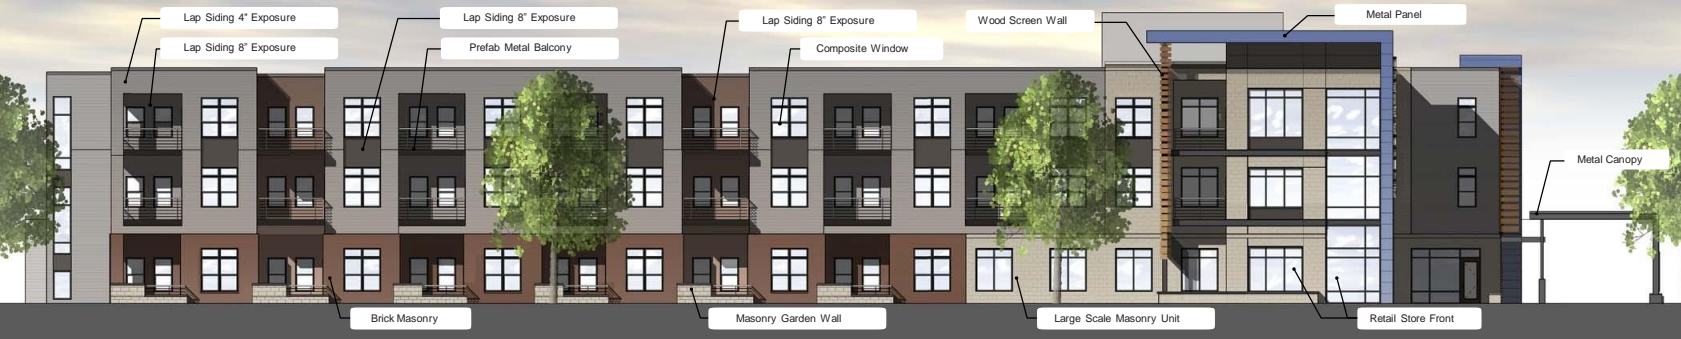 Lap Siding 4" Exposure
Lap Siding 8” Exposure
Lap Siding 8” Exposure
Prefab Metal Balcony
Lap Siding 8” Exposure
Composite Window
Wood Screen Wall
Metal Panel
Metal Canopy
Brick Masonry
Masonry Garden Wall
Large Scale Masonry Unit
Retail Store Front